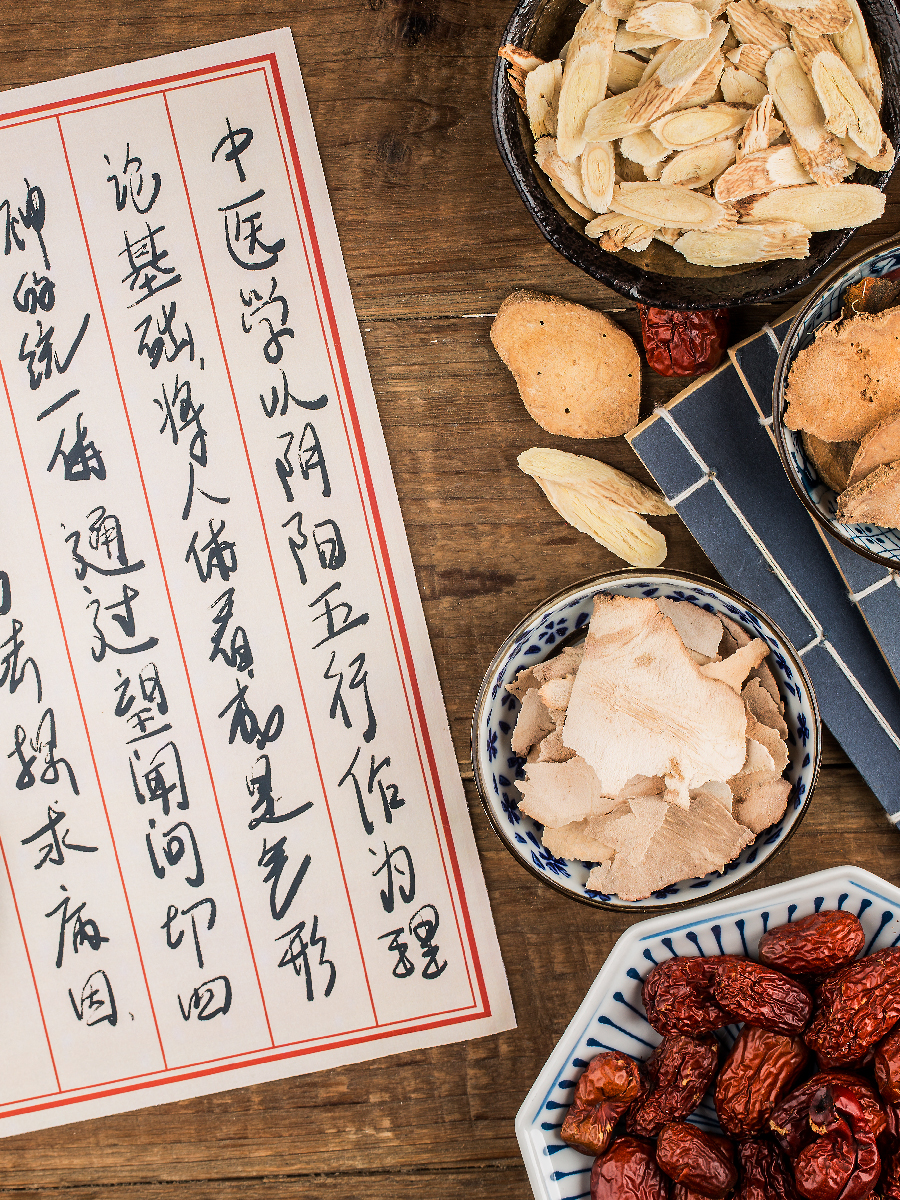 中医学以阴阳五行作为理
论基础，将人体看成是气形
神的统一体 通过望闻问切四
探求病因、